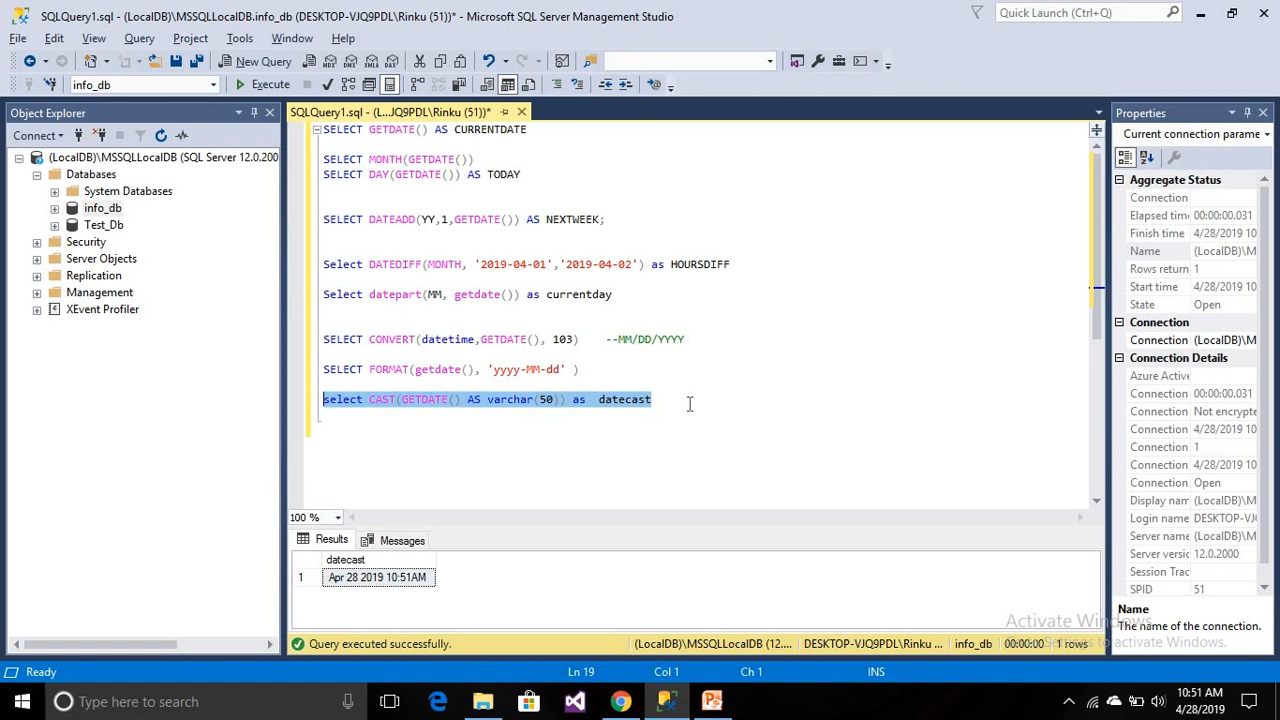 SQLQuery1.sql - (LocalDB)\MSSQLLocalDB.info_db (DESKTOP-VJQ9PDL\Rinku (51))* - Microsoft SQL Server Management Studio
Quick Launch (Ctrl+Q)
File Edit View Query Project Tools Window Help
New Query
info_db
Execute
Object Explorer
Connect
(LocalDB)\MSSQLLocalDB (SQL Server 12.0.200
Databases
System Databases
info_db
Test_Db
Security
Server Objects
Replication
Management
XEvent Profiler
SQLQuery1.sql - (L...JQ9PDL\Rinku (51))*
SELECT GETDATE() AS CURRENTDATE
SELECT MONTH(GETDATE())
SELECT DAY(GETDATE()) AS TODAY
SELECT DATEADD(YY,1,GETDATE()) AS NEXTWEEK;
Select DATEDIFF(MONTH, '2019-04-01','2019-04-02') as HOURSDIFF
Select datepart(MM, getdate()) as currentday
SELECT CONVERT(datetime,GETDATE(), 103) --MM/DD/YYYY
SELECT FORMAT(getdate(), 'yyyy-MM-dd' )
select CAST(GETDATE() AS varchar(50)) as datecast
100 %
Results Messages
datecast
1 Apr 28 2019 10:51AM
Query executed successfully.
(LocalDB)\MSSQLLocalDB (12.... DESKTOP-VJQ9PDL\Rinku ... info_db 00:00:00 1 rows
Properties
Current connection parame
Aggregate Status
Connection
Elapsed time 00:00:00.031
Finish time 4/28/2019 10
Name (LocalDB)\M
Rows return 1
Start time 4/28/2019 10
State Open
Connection
Connection (LocalDB)\M
Connection Details
Azure Active
Connection Not encrypte
Connection 4/28/2019 10
Connection 1
Connection 4/28/2019 10
Connection Open
Display nam (LocalDB)\M
Login name DESKTOP-VJ
Server name (LocalDB)\M
Server versic 12.0.2000
Session Trac
SPID 51
Name
The name of the connection.
Activate Windows
Go to Settings to activate Windows.
Ready Ln 19 Col 1 Ch 1 INS
Type here to search
10:51 AM
4/28/2019